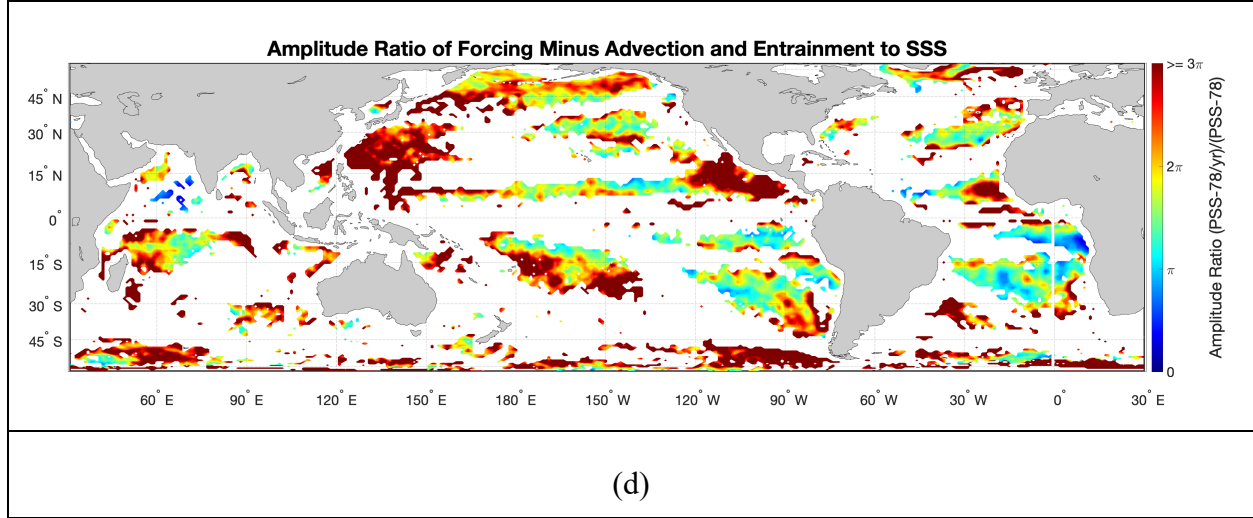 Amplitude Ratio of Forcing Minus Advection and Entrainment to SSS
45° N
30° N
15° N
0°
15° S
30° S
45° S
60° E
90° E
120° E
150° E
180° E
150° W
120° W
90° W
60° W
30° W
0°
30° E
>= 3π
2π
π
0
Amplitude Ratio (PSS-78/yr)/(PSS-78)
(d)